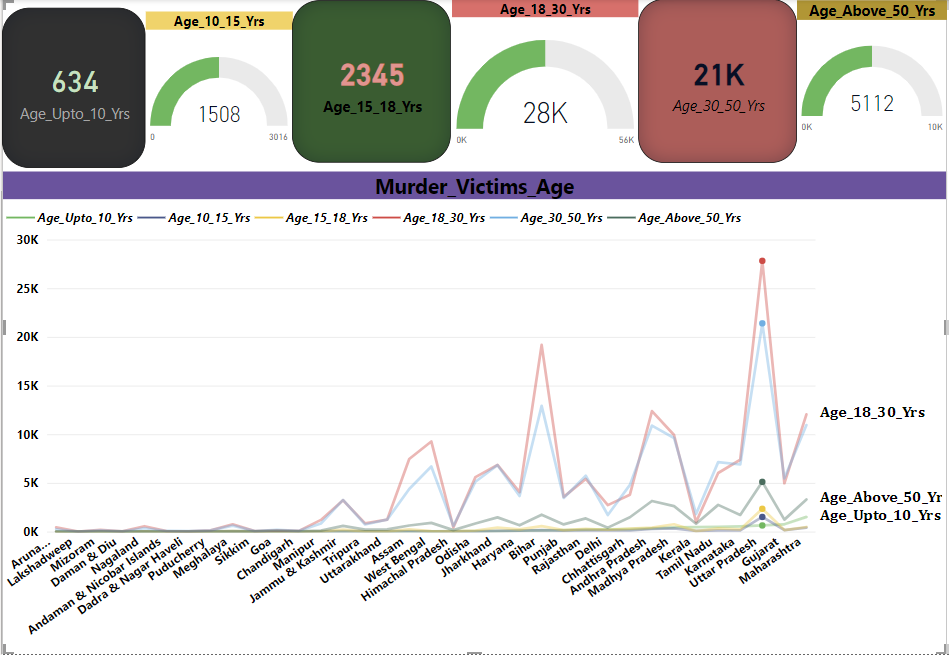 634
Age_Upto_10_Yrs
Age_10_15_Yrs
1508
0 3016
2345
Age_15_18_Yrs
Age_18_30_Yrs
28K
0K 56K
21K
Age_30_50_Yrs
Age_Above_50_Yrs
5112
0K 10K
Murder_Victims_Age
Age_Upto_10_Yrs Age_10_15_Yrs Age_15_18_Yrs Age_18_30_Yrs Age_30_50_Yrs Age_Above_50_Yrs
30K
25K
20K
15K
10K
5K
0K
Age_18_30_Yrs
Age_Above_50_Yr
Age_Upto_10_Yrs
Aruna...
Lakshadweep
Mizoram
Daman & Diu
Nagaland
Andaman & Nicobar Islands
Dadra & Nagar Haveli
Puducherry
Meghalaya
Sikkim
Goa
Chandigarh
Manipur
Jammu & Kashmir
Tripura
Uttarakhand
Assam
West Bengal
Himachal Pradesh
Odisha
Jharkhand
Haryana
Bihar
Punjab
Rajasthan
Delhi
Chhattisgarh
Andhra Pradesh
Madhya Pradesh
Kerala
Tamil Nadu
Karnataka
Uttar Pradesh
Gujarat
Maharashtra